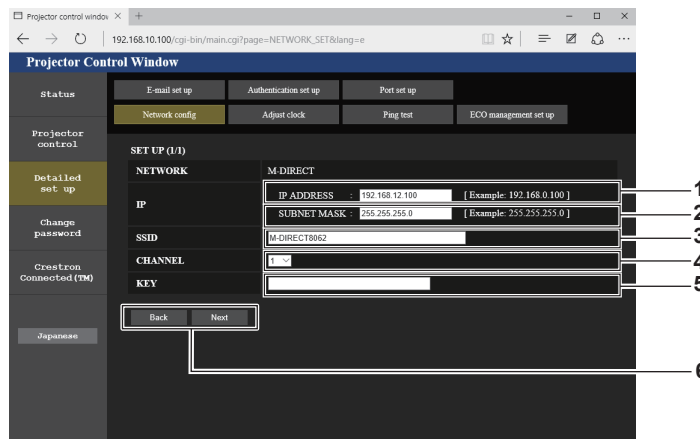 Projector control window
192.168.10.100/cgi-bin/main.cgi?page=NETWORK_SET&lang=e
Projector Control Window
Status
E-mail set up
Authentication set up
Port set up
Network config
Adjust clock
Ping test
ECO management set up
Projector
control
Detailed
set up
Change
password
Crestron
Connected(TM)
Japanese
SET UP (1/1)
NETWORK
M-DIRECT
IP
IP ADDRESS : 192.168.12.100 [ Example: 192.168.0.100 ]
SUBNET MASK : 255.255.255.0 [ Example: 255.255.255.0 ]
SSID
M-DIRECT8062
CHANNEL
1
KEY
Back
Next
1
2
3
4
5
6